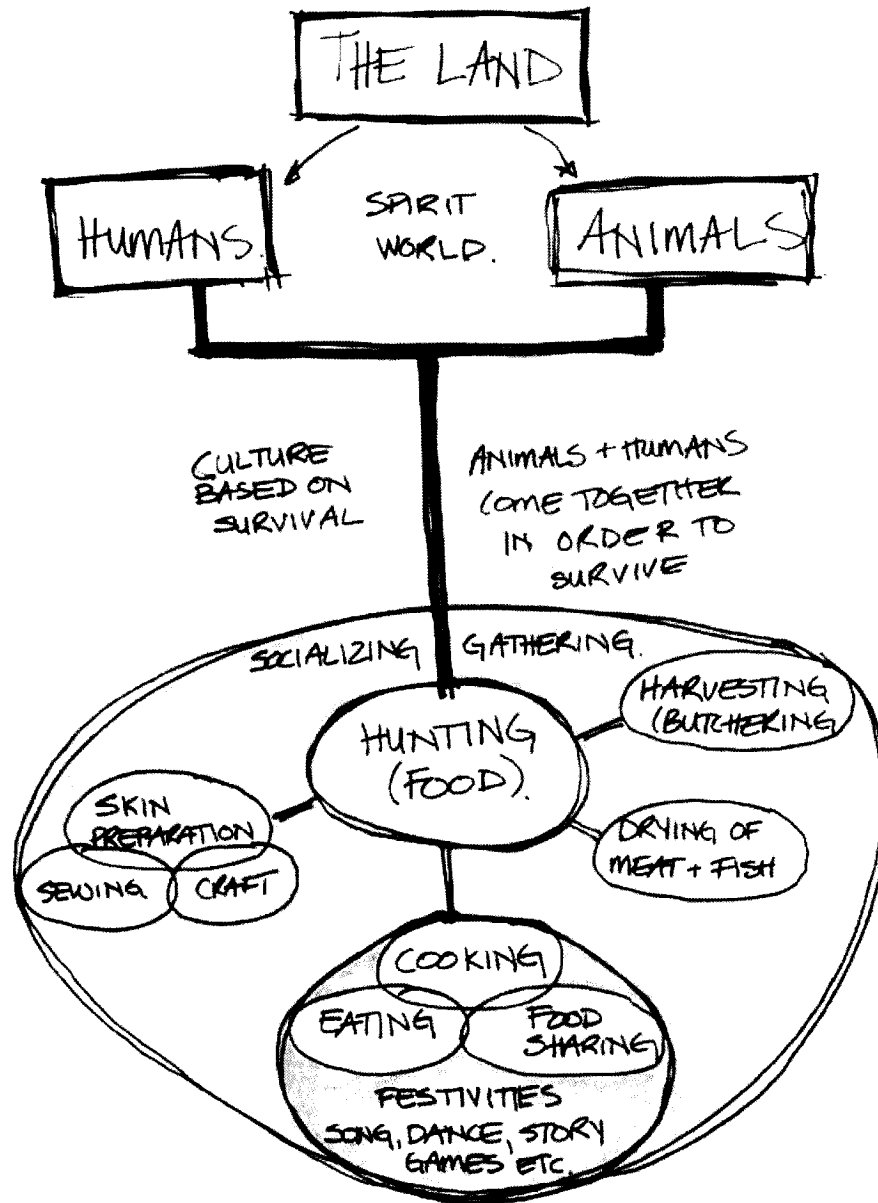 THE LAND
HUMANS.
SPIRIT
WORLD.
ANIMALS
CULTURE
BASED ON
SURVIVAL
ANIMALS + HUMANS
COME TOGETHER
IN ORDER TO
SURVIVE
SOCIALIZING GATHERING.
HUNTING
(FOOD).
HARVESTING
(BUTCHERING
SKIN
PREPARATION
SEWING
CRAFT
DRYING OF
MEAT + FISH
COOKING
EATING
FOOD
SHARING
FESTIVITIES
SONG, DANCE, STORY
GAMES ETC.